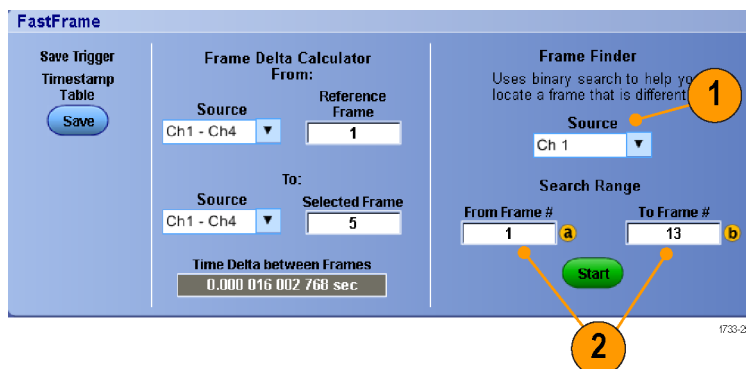 FastFrame
Save Trigger
Timestamp
Table
Save
Frame Delta Calculator
From:
Source
Reference
Frame
Ch1 - Ch4
1
To:
Source
Selected Frame
Ch1 - Ch4
5
Time Delta between Frames
0.000 016 002 768 sec
Frame Finder
Uses binary search to help
locate a frame that is different
1
Source
Ch 1
Search Range
From Frame #
To Frame #
1
a
13
b
Start
2